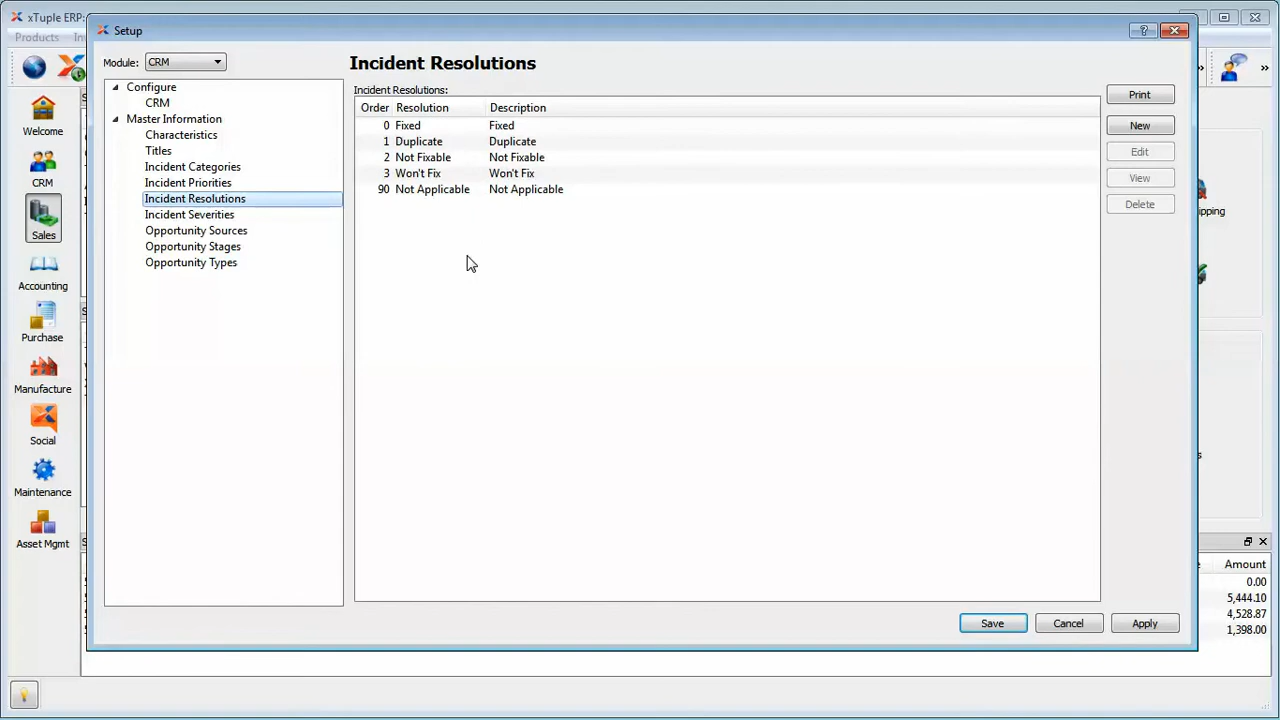 xTuple ERP:
Setup
Products
Module: CRM
Configure
CRM
Master Information
Characteristics
Titles
Incident Categories
Incident Priorities
Incident Resolutions
Incident Severities
Opportunity Sources
Opportunity Stages
Opportunity Types
Incident Resolutions
Incident Resolutions:
Order Resolution Description
0 Fixed Fixed
1 Duplicate Duplicate
2 Not Fixable Not Fixable
3 Won't Fix Won't Fix
90 Not Applicable Not Applicable
Print
New
Edit
View
Delete
Save Cancel Apply
Welcome
CRM
Sales
Accounting
Purchase
Manufacture
Social
Maintenance
Asset Mgmt
Amount
0.00
5,444.10
4,528.87
1,398.00